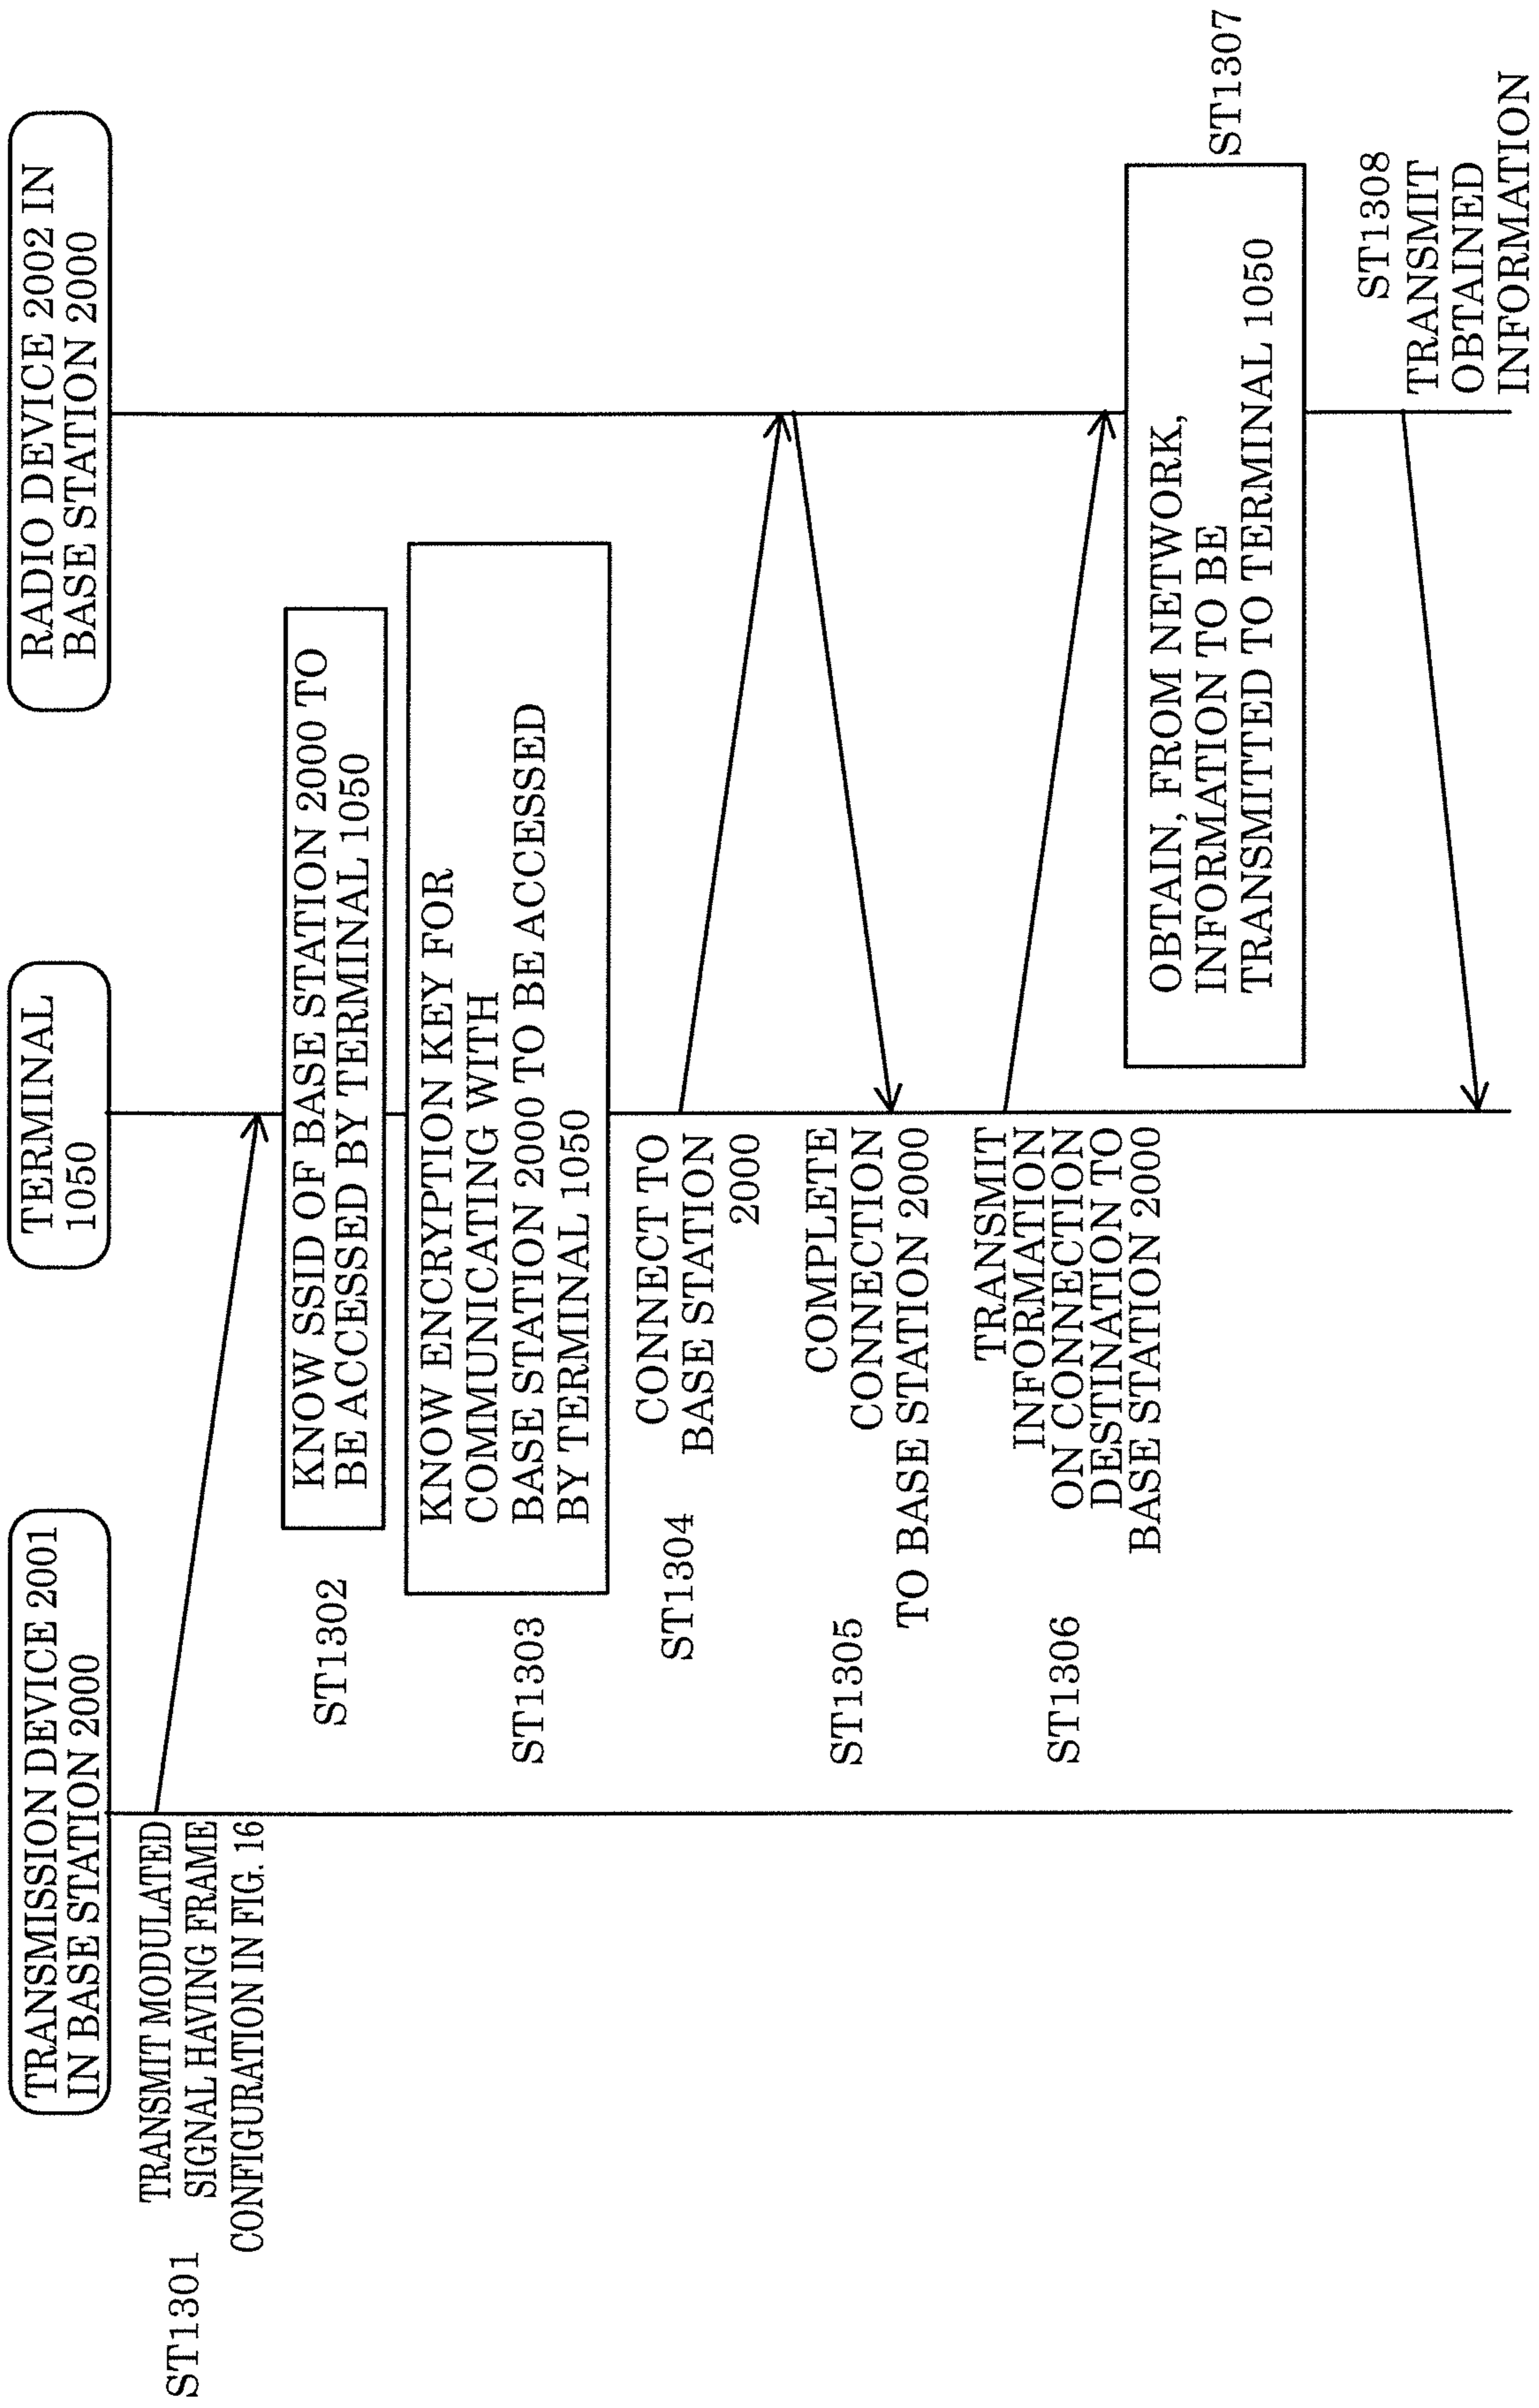 TRANSMISSION DEVICE 2001
IN BASE STATION 2000
TERMINAL
1050
RADIO DEVICE 2002 IN
BASE STATION 2000
ST1301
TRANSMIT MODULATED
SIGNAL HAVING FRAME
CONFIGURATION IN FIG. 16
ST1302
KNOW SSID OF BASE STATION 2000 TO
BE ACCESSED BY TERMINAL 1050
ST1303
KNOW ENCRYPTION KEY FOR
COMMUNICATING WITH
BASE STATION 2000 TO BE ACCESSED
BY TERMINAL 1050
ST1304
CONNECT TO
BASE STATION
2000
ST1305
COMPLETE
CONNECTION
TO BASE STATION 2000
ST1306
TRANSMIT
INFORMATION
ON CONNECTION
DESTINATION TO
BASE STATION 2000
OBTAIN, FROM NETWORK,
INFORMATION TO BE
TRANSMITTED TO TERMINAL 1050
ST1307
ST1308
TRANSMIT
OBTAINED
INFORMATION